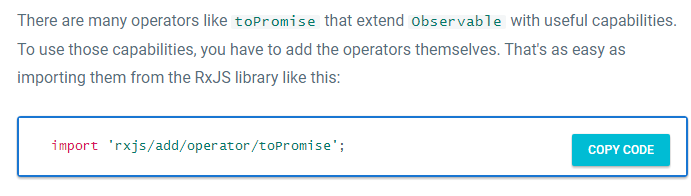 There are many operators like toPromise that extend Observable with useful capabilities.
To use those capabilities, you have to add the operators themselves. That's as easy as
importing them from the RxJS library like this:
import 'rxjs/add/operator/toPromise';
COPY CODE